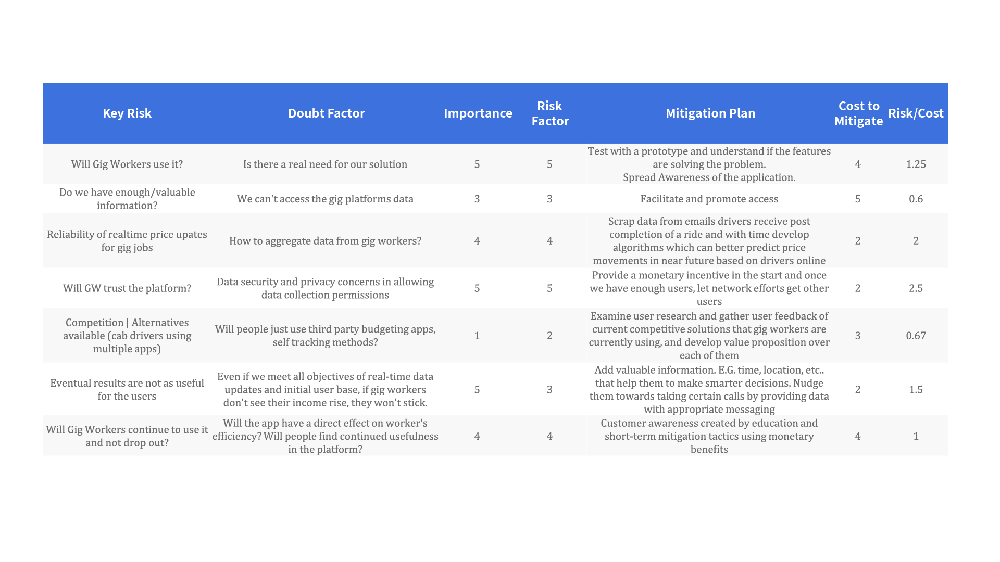 Key Risk
Doubt Factor
Importance
Risk
Factor
Mitigation Plan
Cost to
Mitigate
Risk/Cost
Will Gig Workers use it?
Is there a real need for our solution
5
5
Test with a prototype and understand if the features
are solving the problem.
Spread Awareness of the application.
4
1.25
Do we have enough/valuable
information?
We can't access the gig platforms data
3
3
Facilitate and promote access
5
0.6
Reliability of realtime price upates
for gig jobs
How to aggregate data from gig workers?
4
4
Scrap data from emails drivers receive post
completion of a ride and with time develop
algorithms which can better predict price
movements in near future based on drivers online
2
2
Will GW trust the platform?
Data security and privacy concerns in allowing
data collection permissions
5
5
Provide a monetary incentive in the start and once
we have enough users, let network efforts get other
users
2
2.5
Competition | Alternatives
available (cab drivers using
multiple apps)
Will people just use third party budgeting apps,
self tracking methods?
1
2
Examine user research and gather user feedback of
current competitive solutions that gig workers are
currently using, and develop value proposition over
each of them
3
0.67
Eventual results are not as useful
for the users
Even if we meet all objectives of real-time data
updates and initial user base, if gig workers
don't see their income rise, they won't stick.
5
3
Add valuable information. E.G. time, location, etc..
that help them to make smarter decisions. Nudge
them towards taking certain calls by providing data
with appropriate messaging
2
1.5
Will Gig Workers continue to use it
and not drop out?
Will the app have a direct effect on worker's
efficiency? Will people find continued usefulness
in the platform?
4
4
Customer awareness created by education and
short-term mitigation tactics using monetary
benefits
4
1